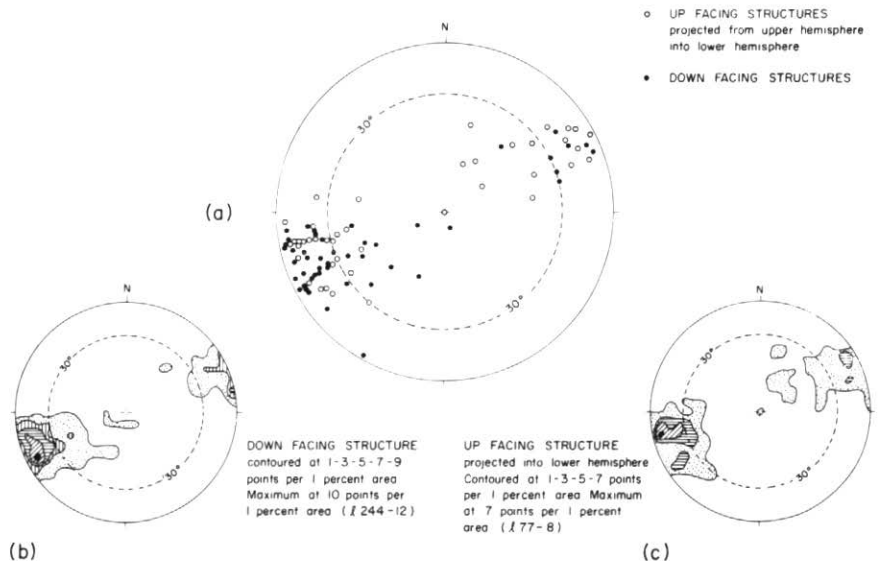 ○ UP FACING STRUCTURES
projected from upper hemisphere
into lower hemisphere
● DOWN FACING STRUCTURES
N
30°
30°
(a)
N
30°
30°
(b)
DOWN FACING STRUCTURE
contoured at 1-3-5-7-9
points per 1 percent area
Maximum at 10 points per
1 percent area (ℓ 244-12)
UP FACING STRUCTURE
projected into lower hemisphere
Contoured at 1-3-5-7 points
per 1 percent area Maximum
at 7 points per 1 percent
area (ℓ 77-8)
N
30°
30°
(c)